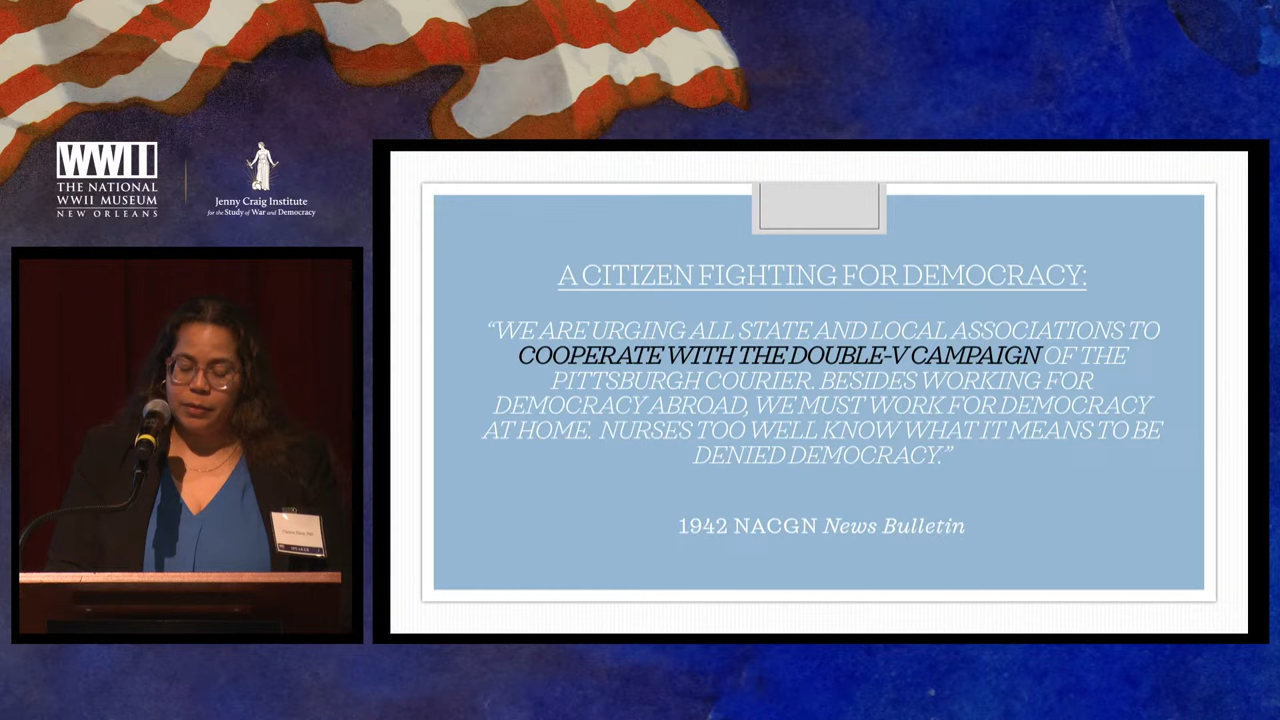 WWII
THE NATIONAL
WWII MUSEUM
NEW ORLEANS
Jenny Craig Institute
for the Study of War and Democracy
A CITIZEN FIGHTING FOR DEMOCRACY:
“WE ARE URGING ALL STATE AND LOCAL ASSOCIATIONS TO
COOPERATE WITH THE DOUBLE-V CAMPAIGN OF THE
PITTSBURGH COURIER. BESIDES WORKING FOR
DEMOCRACY ABROAD, WE MUST WORK FOR DEMOCRACY
AT HOME. NURSES TOO WELL KNOW WHAT IT MEANS TO BE
DENIED DEMOCRACY.”
1942 NACGN News Bulletin
SPEAKER